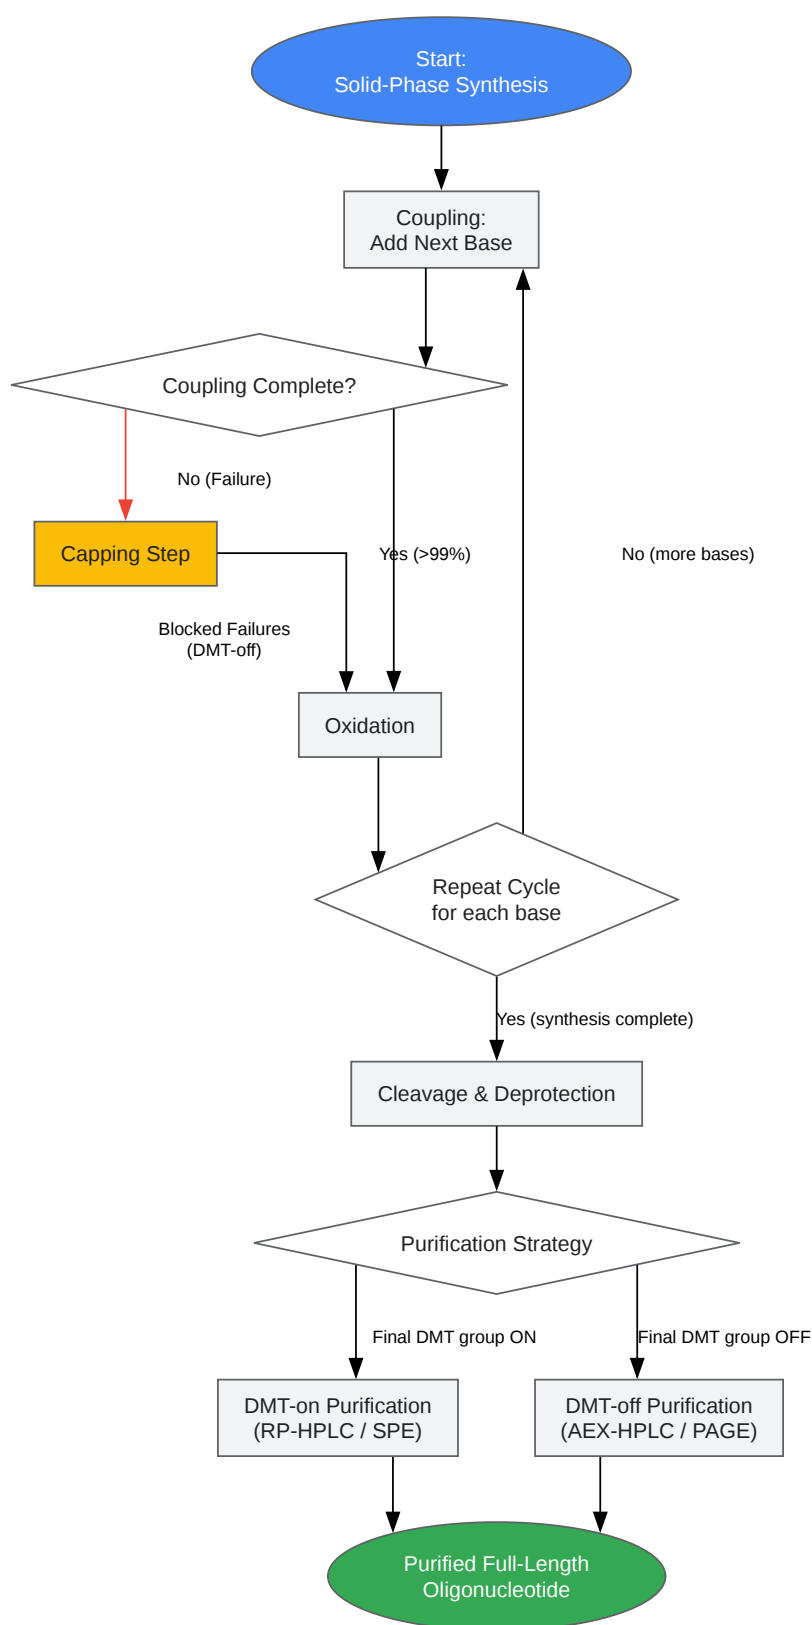 Start:
Solid-Phase Synthesis
Coupling:
Add Next Base
Coupling Complete?
No (Failure)
Capping Step
Yes (>99%)
No (more bases)
Blocked Failures
(DMT-off)
Oxidation
Repeat Cycle
for each base
Yes (synthesis complete)
Cleavage & Deprotection
Purification Strategy
Final DMT group ON
Final DMT group OFF
DMT-on Purification
(RP-HPLC / SPE)
DMT-off Purification
(AEX-HPLC / PAGE)
Purified Full-Length
Oligonucleotide